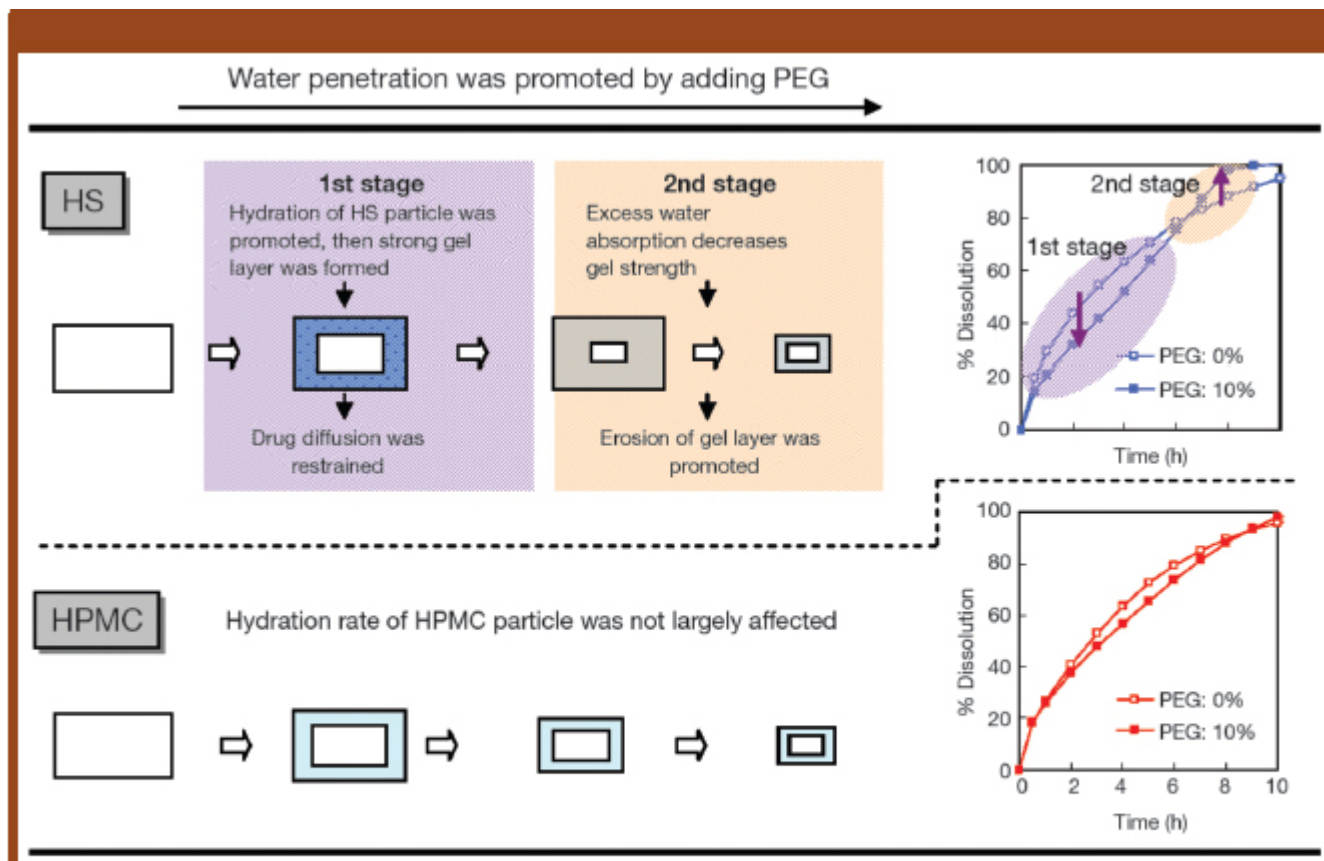 Water penetration was promoted by adding PEG
HS
1st stage
Hydration of HS particle was
promoted, then strong gel
layer was formed
Drug diffusion was
restrained
2nd stage
Excess water
absorption decreases
gel strength
Erosion of gel layer was
promoted
100
80
60
40
20
0
% Dissolution
2nd stage
1st stage
PEG: 0%
PEG: 10%
Time (h)
HPMC
Hydration rate of HPMC particle was not largely affected
100
80
60
40
20
0
% Dissolution
PEG: 0%
PEG: 10%
0 2 4 6 8 10
Time (h)